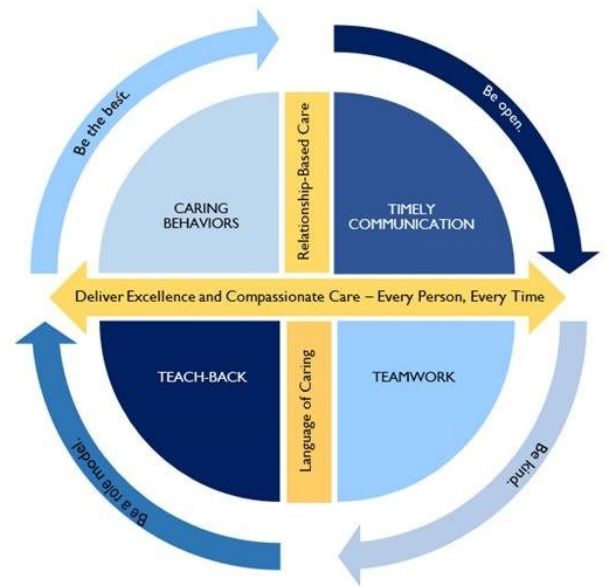 Be the best.
Be open.
Relationship-Based Care
CARING
BEHAVIORS
TIMELY
COMMUNICATION
Deliver Excellence and Compassionate Care – Every Person, Every Time
TEACH-BACK
Language of Caring
TEAMWORK
Be a role model.
Be kind.